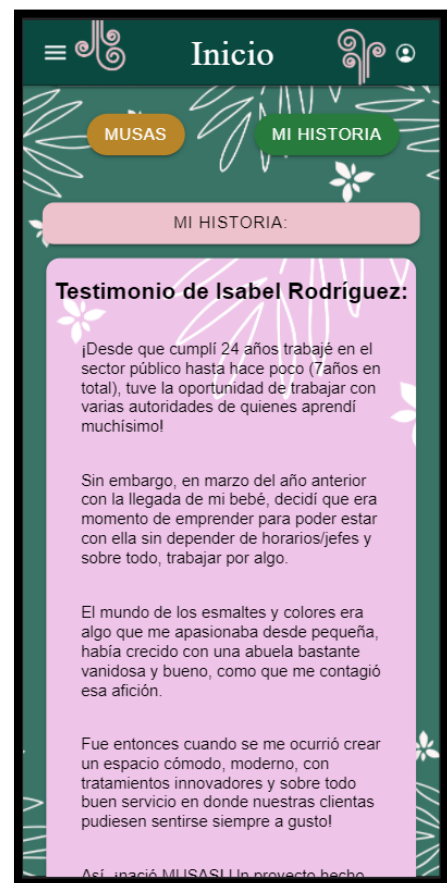 Inicio
MUSAS
MI HISTORIA
MI HISTORIA:
Testimonio de Isabel Rodríguez:
¡Desde que cumplí 24 años trabajé en el
sector público hasta hace poco (7años en
total), tuve la oportunidad de trabajar con
varias autoridades de quienes aprendí
muchísimo!
Sin embargo, en marzo del año anterior
con la llegada de mi bebé, decidí que era
momento de emprender para poder estar
con ella sin depender de horarios/jefes y
sobre todo, trabajar por algo.
El mundo de los esmaltes y colores era
algo que me apasionaba desde pequeña,
había crecido con una abuela bastante
vanidosa y bueno, como que me contagió
esa afición.
Fue entonces cuando se me ocurrió crear
un espacio cómodo, moderno, con
tratamientos innovadores y sobre todo
buen servicio en donde nuestras clientas
pudiesen sentirse siempre a gusto!
Así, ¡nació MUSAS! Un proyecto hecho